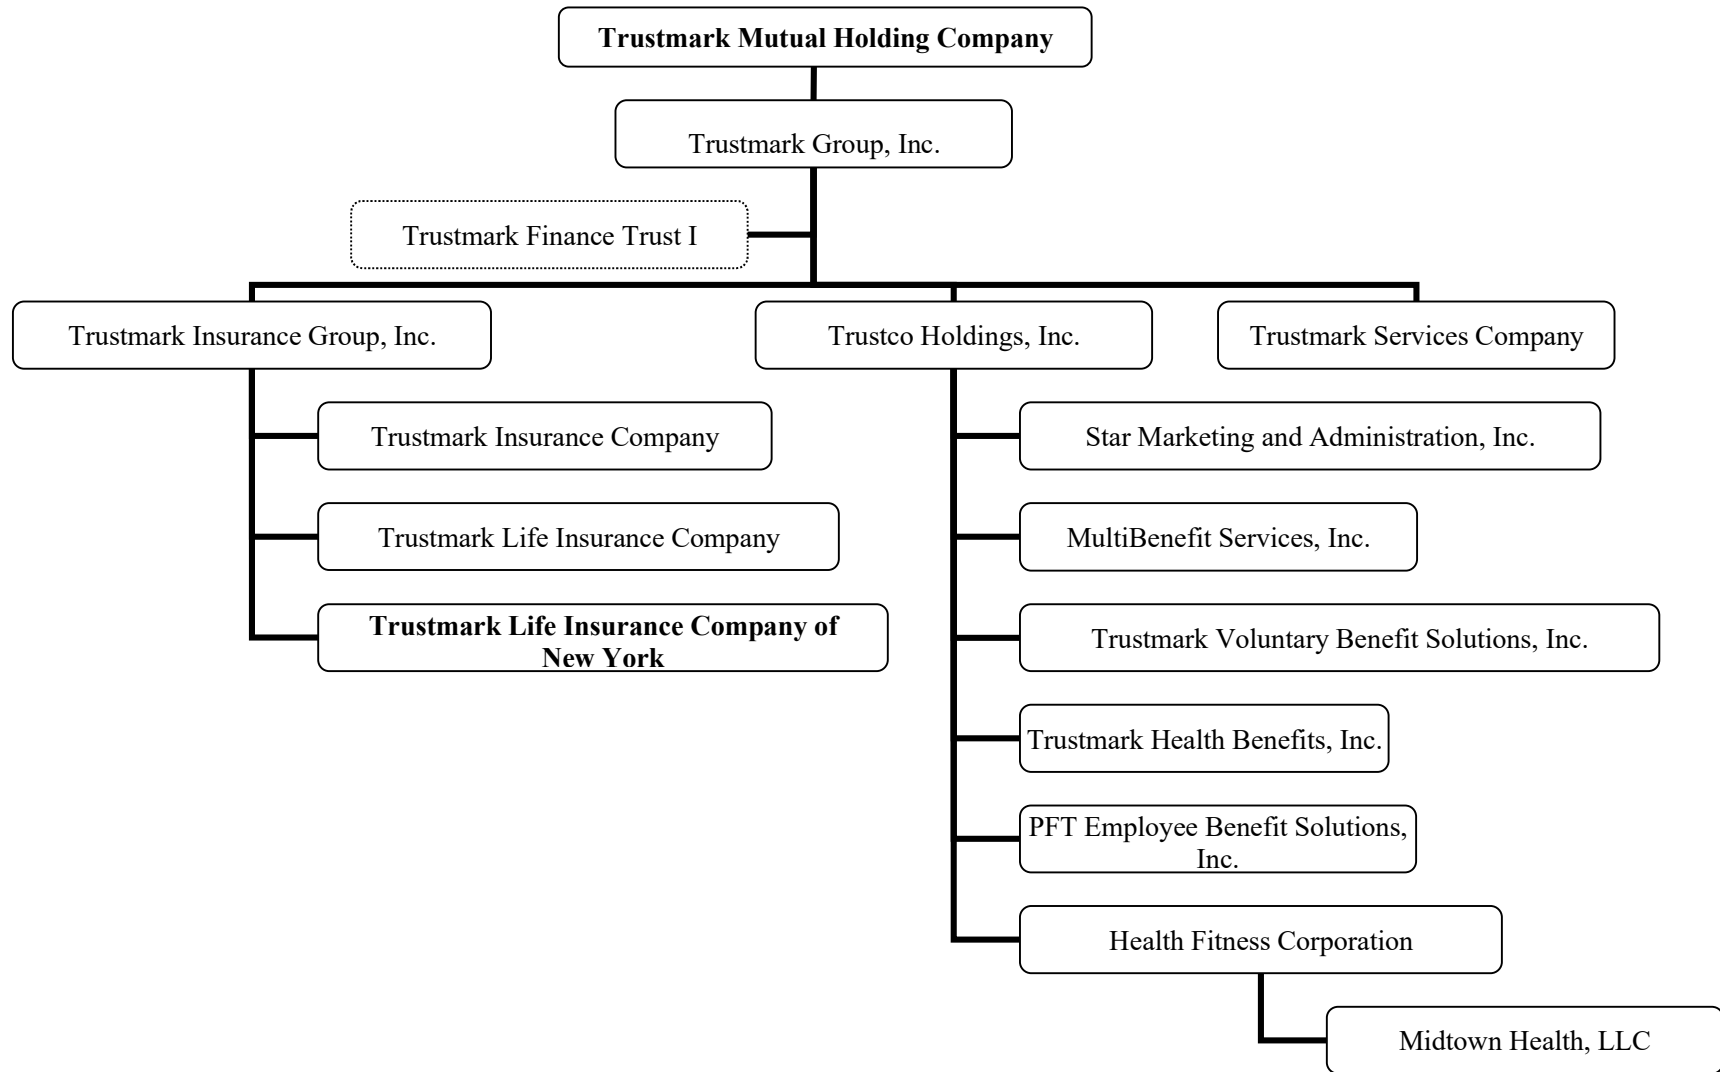 Trustmark Mutual Holding Company
Trustmark Group, Inc.
Trustmark Finance Trust I
Trustmark Insurance Group, Inc.
Trustco Holdings, Inc.
Trustmark Services Company
Trustmark Insurance Company
Star Marketing and Administration, Inc.
Trustmark Life Insurance Company
MultiBenefit Services, Inc.
Trustmark Life Insurance Company of
New York
Trustmark Voluntary Benefit Solutions, Inc.
Trustmark Health Benefits, Inc.
PFT Employee Benefit Solutions,
Inc.
Health Fitness Corporation
Midtown Health, LLC